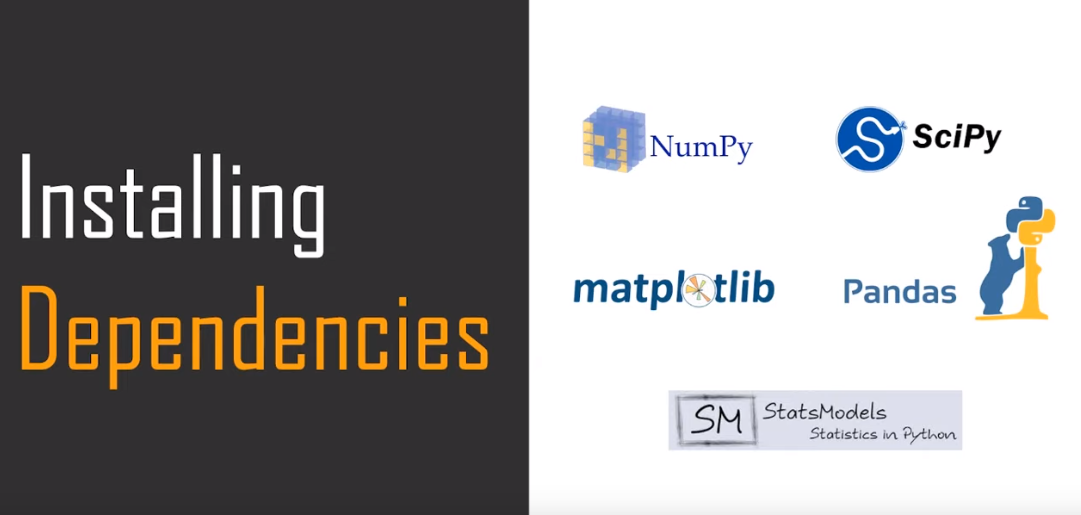 Installing
Dependencies
NumPy
SciPy
matplotlib
Pandas
SM
StatsModels
Statistics in Python